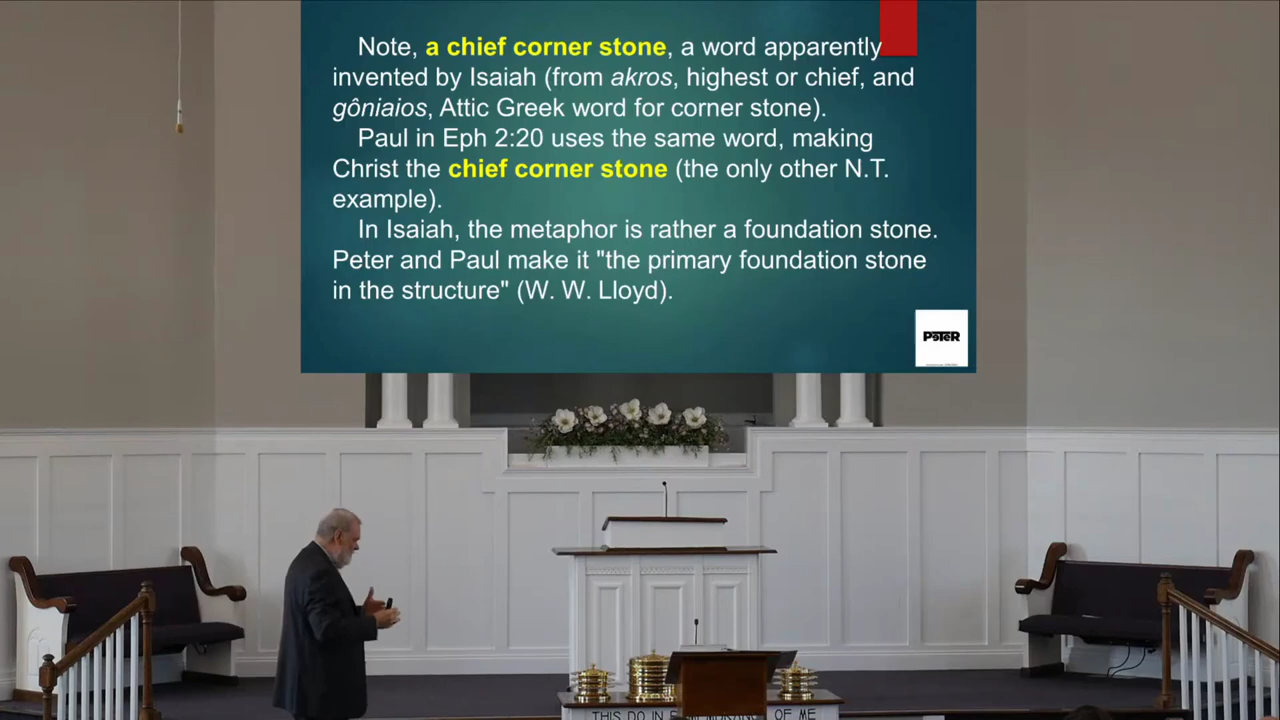 Note, a chief corner stone, a word apparently
invented by Isaiah (from akros, highest or chief, and
gôniaios, Attic Greek word for corner stone).
Paul in Eph 2:20 uses the same word, making
Christ the chief corner stone (the only other N.T.
example).
In Isaiah, the metaphor is rather a foundation stone.
Peter and Paul make it "the primary foundation stone
in the structure" (W. W. Lloyd).
PeTeR
THIS DO IN OF ME